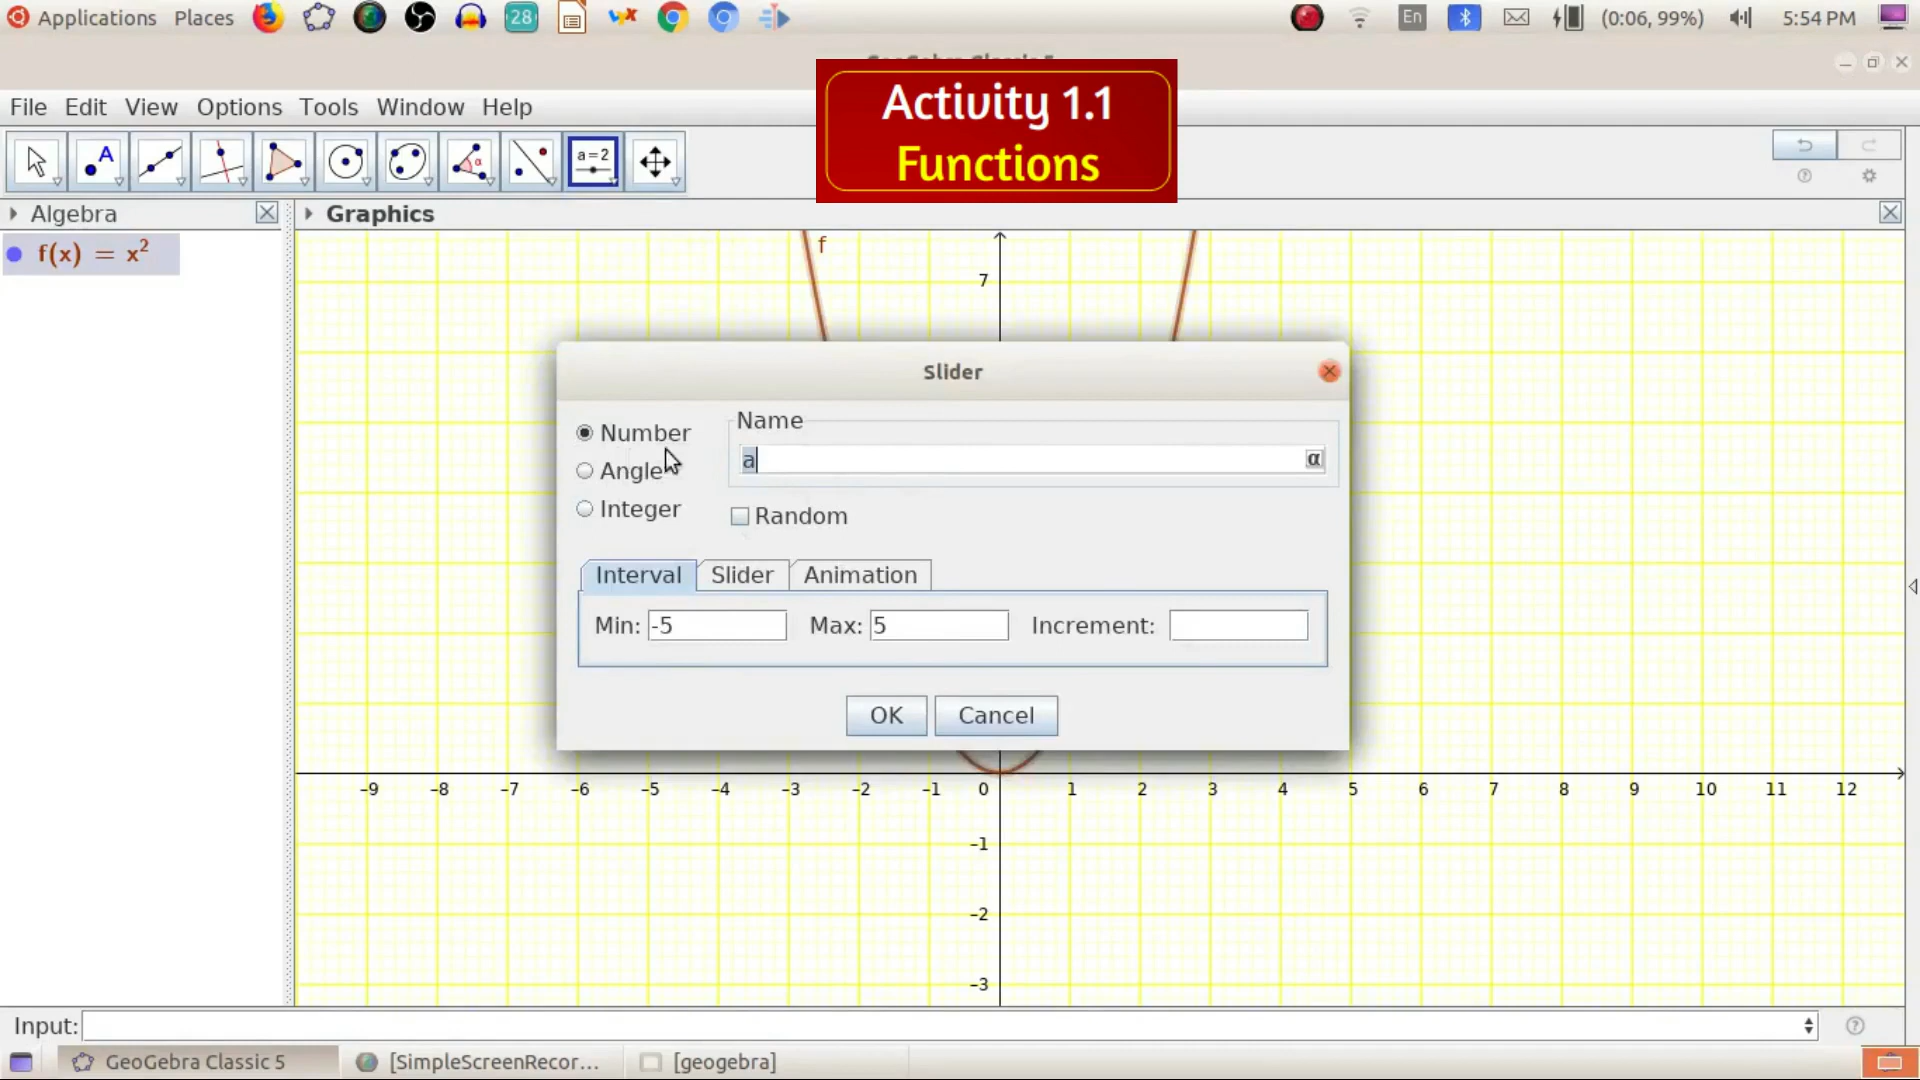 Applications Places 28 En (0:06, 99%) 5:54 PM
Activity 1.1
Functions
File Edit View Options Tools Window Help
A α a=2
Algebra Graphics
f(x) = x²
f
7
Slider
Number Name
a α
Angle
Integer Random
Interval Slider Animation
Min: -5 Max: 5 Increment:
OK Cancel
-9 -8 -7 -6 -5 -4 -3 -2 -1 0 1 2 3 4 5 6 7 8 9 10 11 12
-1
-2
-3
Input:
GeoGebra Classic 5 [SimpleScreenRecor... [geogebra]